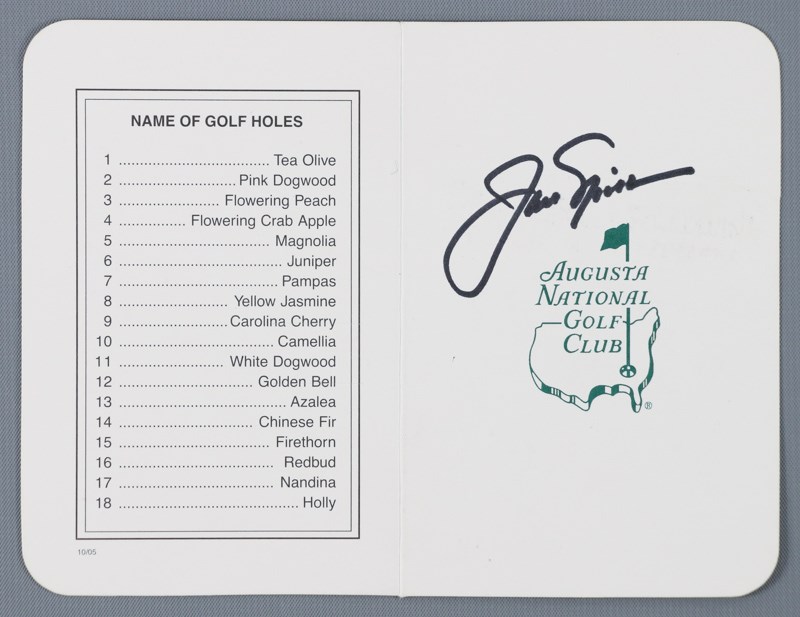 NAME OF GOLF HOLES
1 .................................... Tea Olive
2 ............................ Pink Dogwood
3 ........................ Flowering Peach
4 ................ Flowering Crab Apple
5 .................................... Magnolia
6 ....................................... Juniper
7 ...................................... Pampas
8 .......................... Yellow Jasmine
9 .......................... Carolina Cherry
10 ...................................... Camellia
11 ......................... White Dogwood
12 ................................ Golden Bell
13 ........................................ Azalea
14 ................................ Chinese Fir
15 .................................... Firethorn
16 ..................................... Redbud
17 ..................................... Nandina
18 ........................................... Holly
10/05
AUGUSTA
NATIONAL
GOLF
CLUB
®